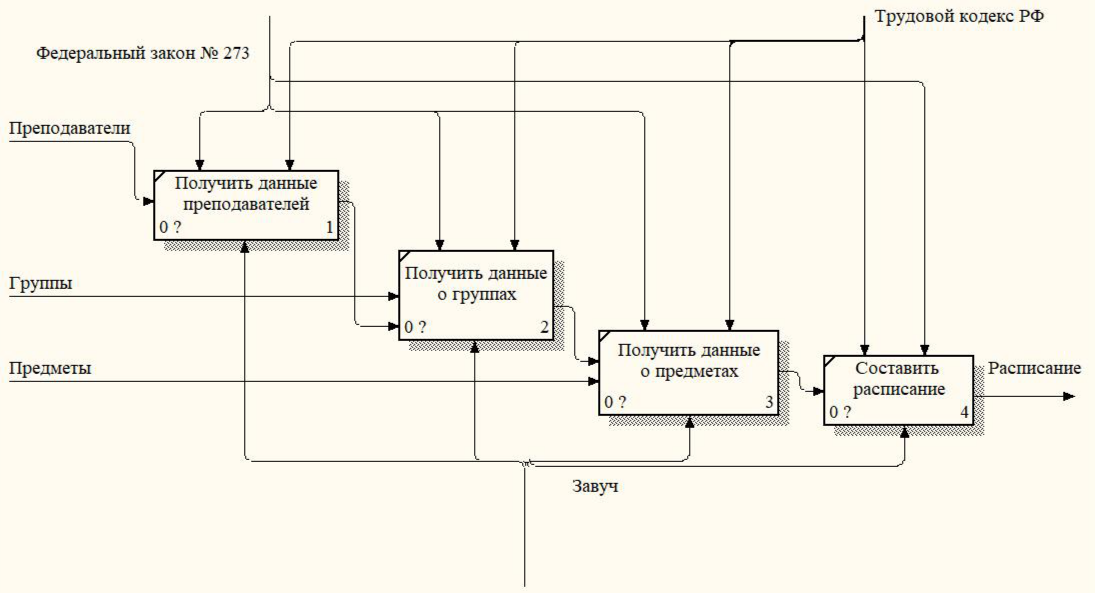 Трудовой кодекс РФ
Федеральный закон № 273
Преподаватели
Получить данные
преподавателей
0 ? 1
Группы
Получить данные
о группах
0 ? 2
Предметы
Получить данные
о предметах
0 ? 3
Составить
расписание
0 ? 4
Расписание
Завуч